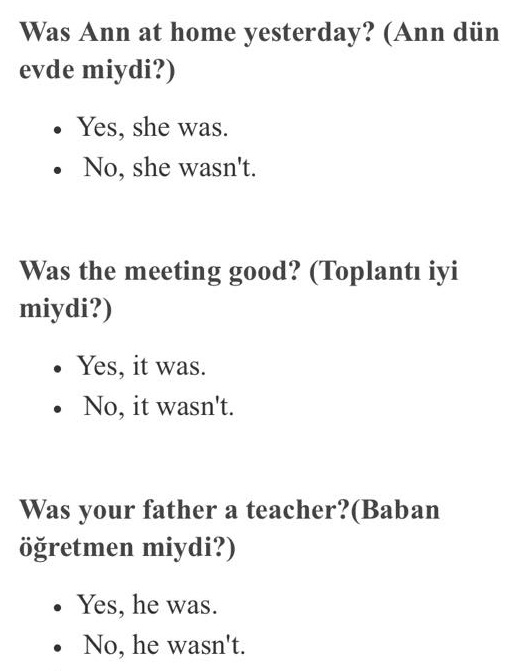 Was Ann at home yesterday? (Ann dün
evde miydi?)
• Yes, she was.
• No, she wasn't.
Was the meeting good? (Toplantı iyi
miydi?)
• Yes, it was.
• No, it wasn't.
Was your father a teacher?(Baban
öğretmen miydi?)
• Yes, he was.
• No, he wasn't.